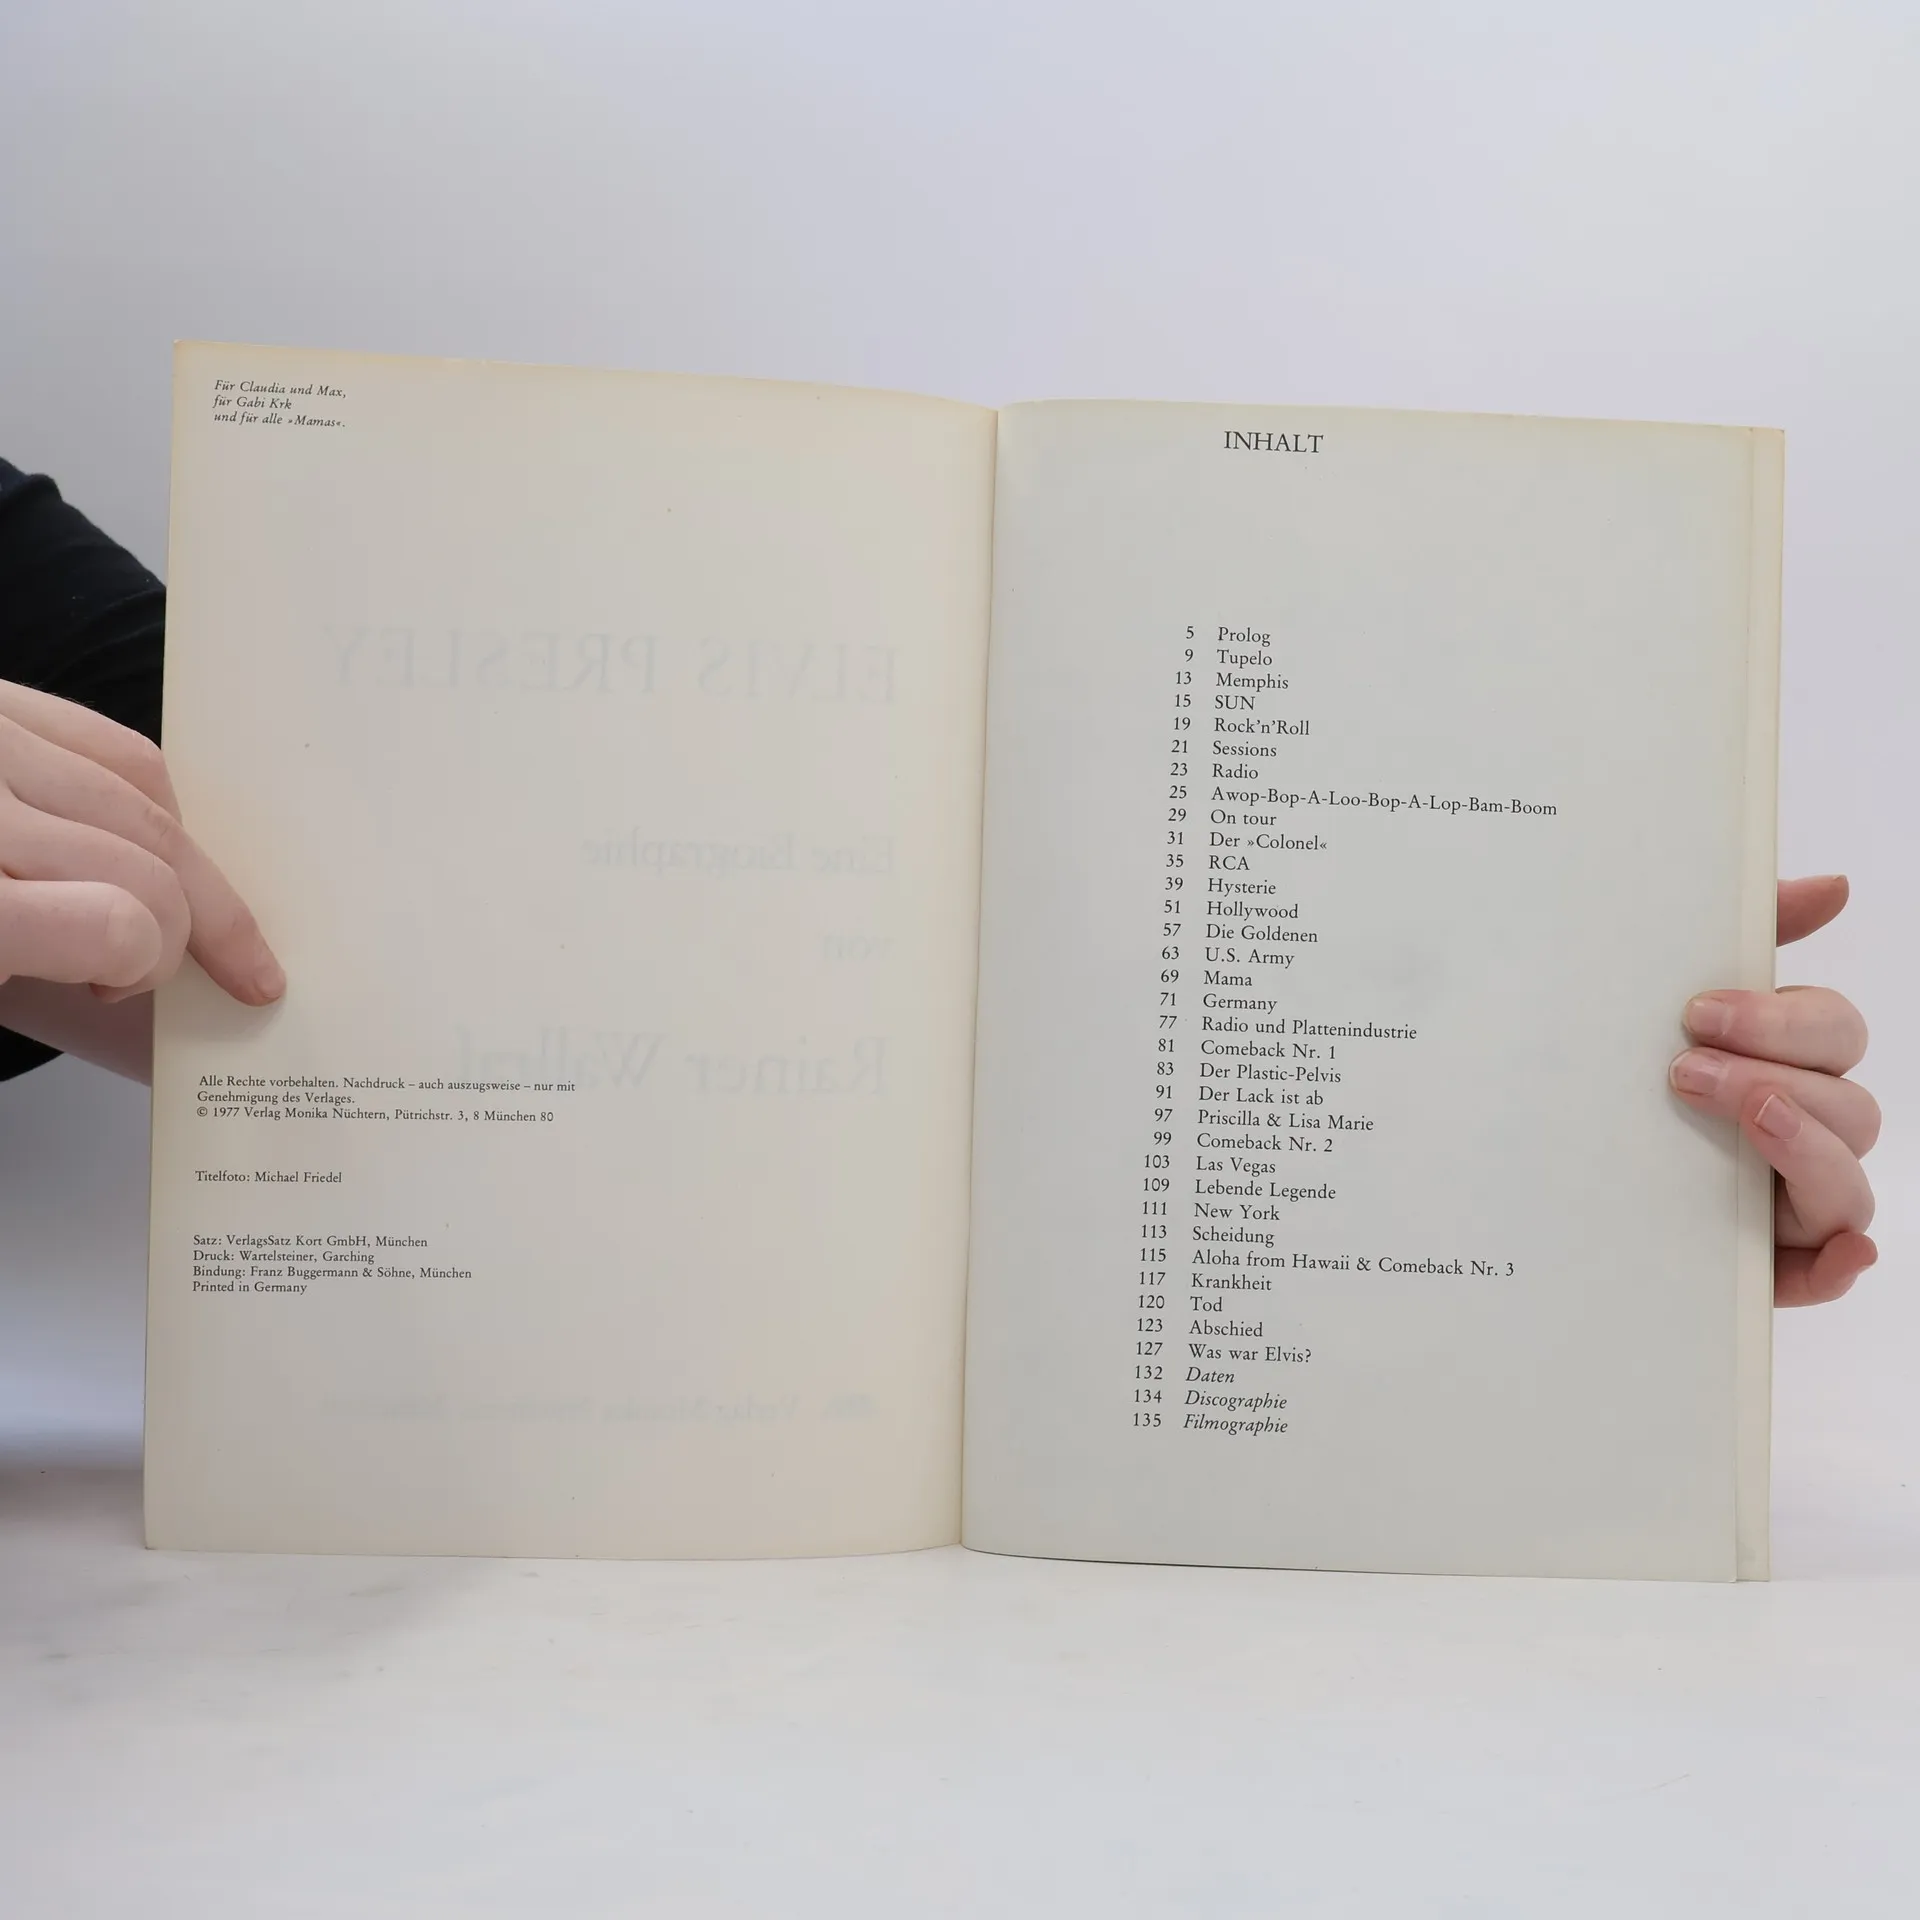 Für Claudia und Max,
für Gabi Krk
und für alle »Mamas«.
ELVIS PRESLEY
Eine Biographie
von
Rainer Wallraf
Alle Rechte vorbehalten. Nachdruck – auch auszugsweise – nur mit
Genehmigung des Verlages.
© 1977 Verlag Monika Nüchtern, Pütrichstr. 3, 8 München 80
Titelfoto: Michael Friedel
Satz: VerlagsSatz Kort GmbH, München
Druck: Wartelsteiner, Garching
Bindung: Franz Buggermann & Söhne, München
Printed in Germany
INHALT
5 Prolog
9 Tupelo
13 Memphis
15 SUN
19 Rock’n’Roll
21 Sessions
23 Radio
25 Awop-Bop-A-Loo-Bop-A-Lop-Bam-Boom
29 On tour
31 Der »Colonel«
35 RCA
39 Hysterie
51 Hollywood
57 Die Goldenen
63 U.S. Army
69 Mama
71 Germany
77 Radio und Plattenindustrie
81 Comeback Nr. 1
83 Der Plastic-Pelvis
91 Der Lack ist ab
97 Priscilla & Lisa Marie
99 Comeback Nr. 2
103 Las Vegas
109 Lebende Legende
111 New York
113 Scheidung
115 Aloha from Hawaii & Comeback Nr. 3
117 Krankheit
120 Tod
123 Abschied
127 Was war Elvis?
132 Daten
134 Discographie
135 Filmographie